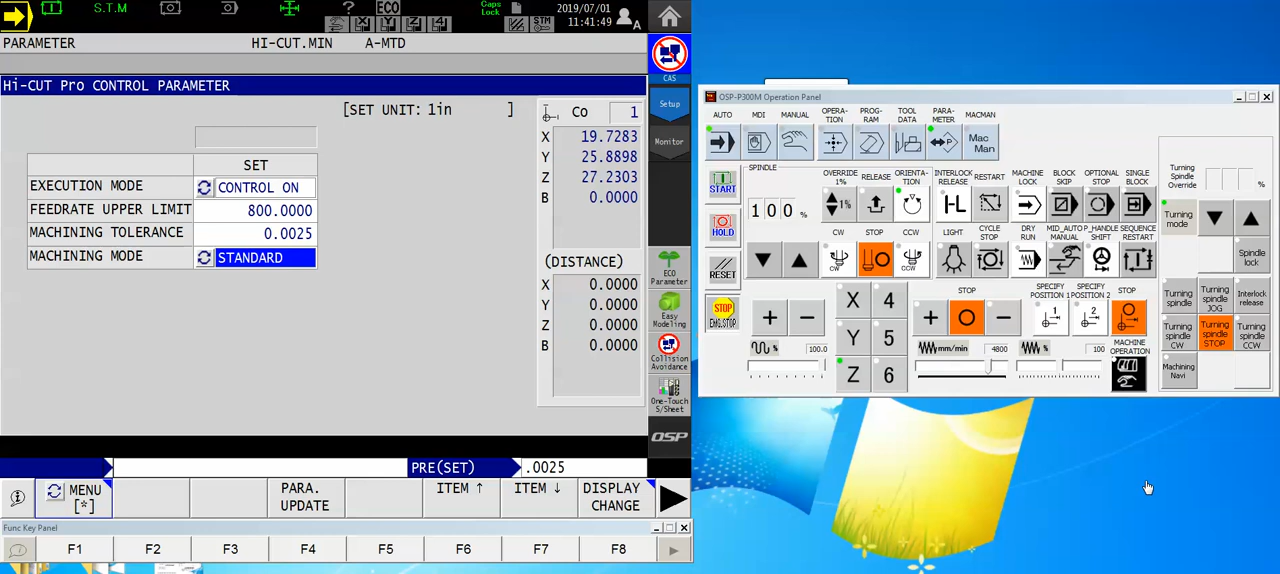 S.T.M
?
ECO
Caps Lock
2019/07/01
11:41:49
A
X Y Z 4
STM
PARAMETER
HI-CUT.MIN
A-MTD
CAS
Hi-CUT Pro CONTROL PARAMETER
[SET UNIT: 1in ]
Co 1
X 19.7283
Y 25.8898
Z 27.2303
B 0.0000
SET
EXECUTION MODE CONTROL ON
FEEDRATE UPPER LIMIT 800.0000
MACHINING TOLERANCE 0.0025
MACHINING MODE STANDARD
(DISTANCE)
X 0.0000
Y 0.0000
Z 0.0000
B 0.0000
Setup
Monitor
ECO Parameter
Easy Modeling
Collision Avoidance
One-Touch S/Sheet
OSP
PRE(SET) .0025
MENU [*]
PARA. UPDATE
ITEM ↑
ITEM ↓
DISPLAY CHANGE
Func Key Panel
F1 F2 F3 F4 F5 F6 F7 F8
OSP-P300M Operation Panel
AUTO
MDI
MANUAL
OPERA-TION
PROG-RAM
TOOL DATA
PARA-METER
MACMAN
Mac Man
START
HOLD
RESET
STOP
EMG.STOP
SPINDLE
100%
OVERRIDE 1%
1%
RELEASE
ORIENTA-TION
CW
STOP
CCW
CW
CCW
INTERLOCK RELEASE
RESTART
MACHINE LOCK
BLOCK SKIP
OPTIONAL STOP
SINGLE BLOCK
LIGHT
CYCLE STOP
DRY RUN
MID_AUTO MANUAL
P_HANDLE SHIFT
SEQUENCE RESTART
+ −
% 100.0
X 4
Y 5
Z 6
STOP
+ −
mm/min 4800
% 100
SPECIFY POSITION 1
SPECIFY POSITION 2
STOP
1
2
MACHINE OPERATION
Turning Spindle Override
%
Turning mode
Spindle lock
Turning spindle
Turning spindle JOG
Interlock release
Turning spindle CW
Turning spindle STOP
Turning spindle CCW
Machining Navi